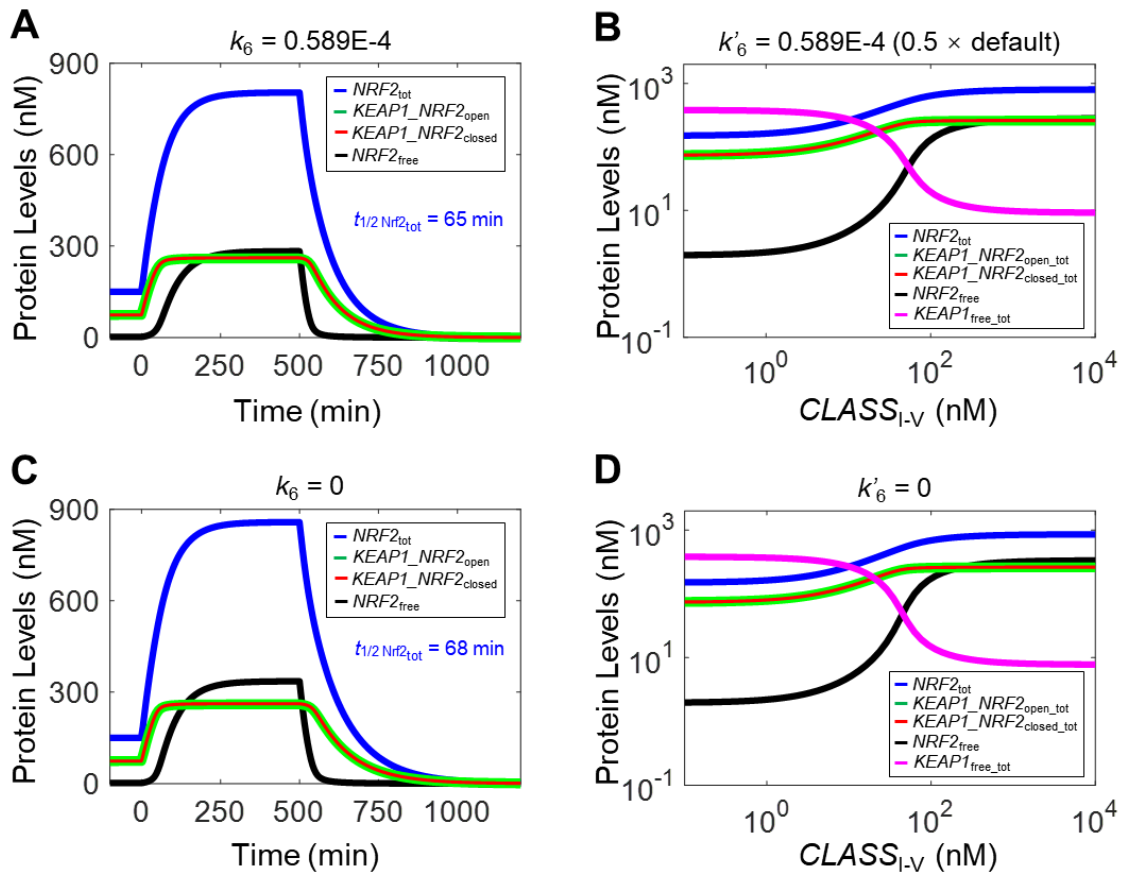 A
k6 = 0.589E-4
900
600
300
0
Protein Levels (nM)
NRF2tot
KEAP1_NRF2open
KEAP1_NRF2closed
NRF2free
t1/2 Nrf2tot = 65 min
0 250 500 750 1000
Time (min)
B
k'6 = 0.589E-4 (0.5 × default)
10^3
10^1
10^-1
Protein Levels (nM)
NRF2tot
KEAP1_NRF2open_tot
KEAP1_NRF2closed_tot
NRF2free
KEAP1free_tot
10^0 10^2 10^4
CLASSI-V (nM)
C
k6 = 0
900
600
300
0
Protein Levels (nM)
NRF2tot
KEAP1_NRF2open
KEAP1_NRF2closed
NRF2free
t1/2 Nrf2tot = 68 min
0 250 500 750 1000
Time (min)
D
k'6 = 0
10^3
10^1
10^-1
Protein Levels (nM)
NRF2tot
KEAP1_NRF2open_tot
KEAP1_NRF2closed_tot
NRF2free
KEAP1free_tot
10^0 10^2 10^4
CLASSI-V (nM)